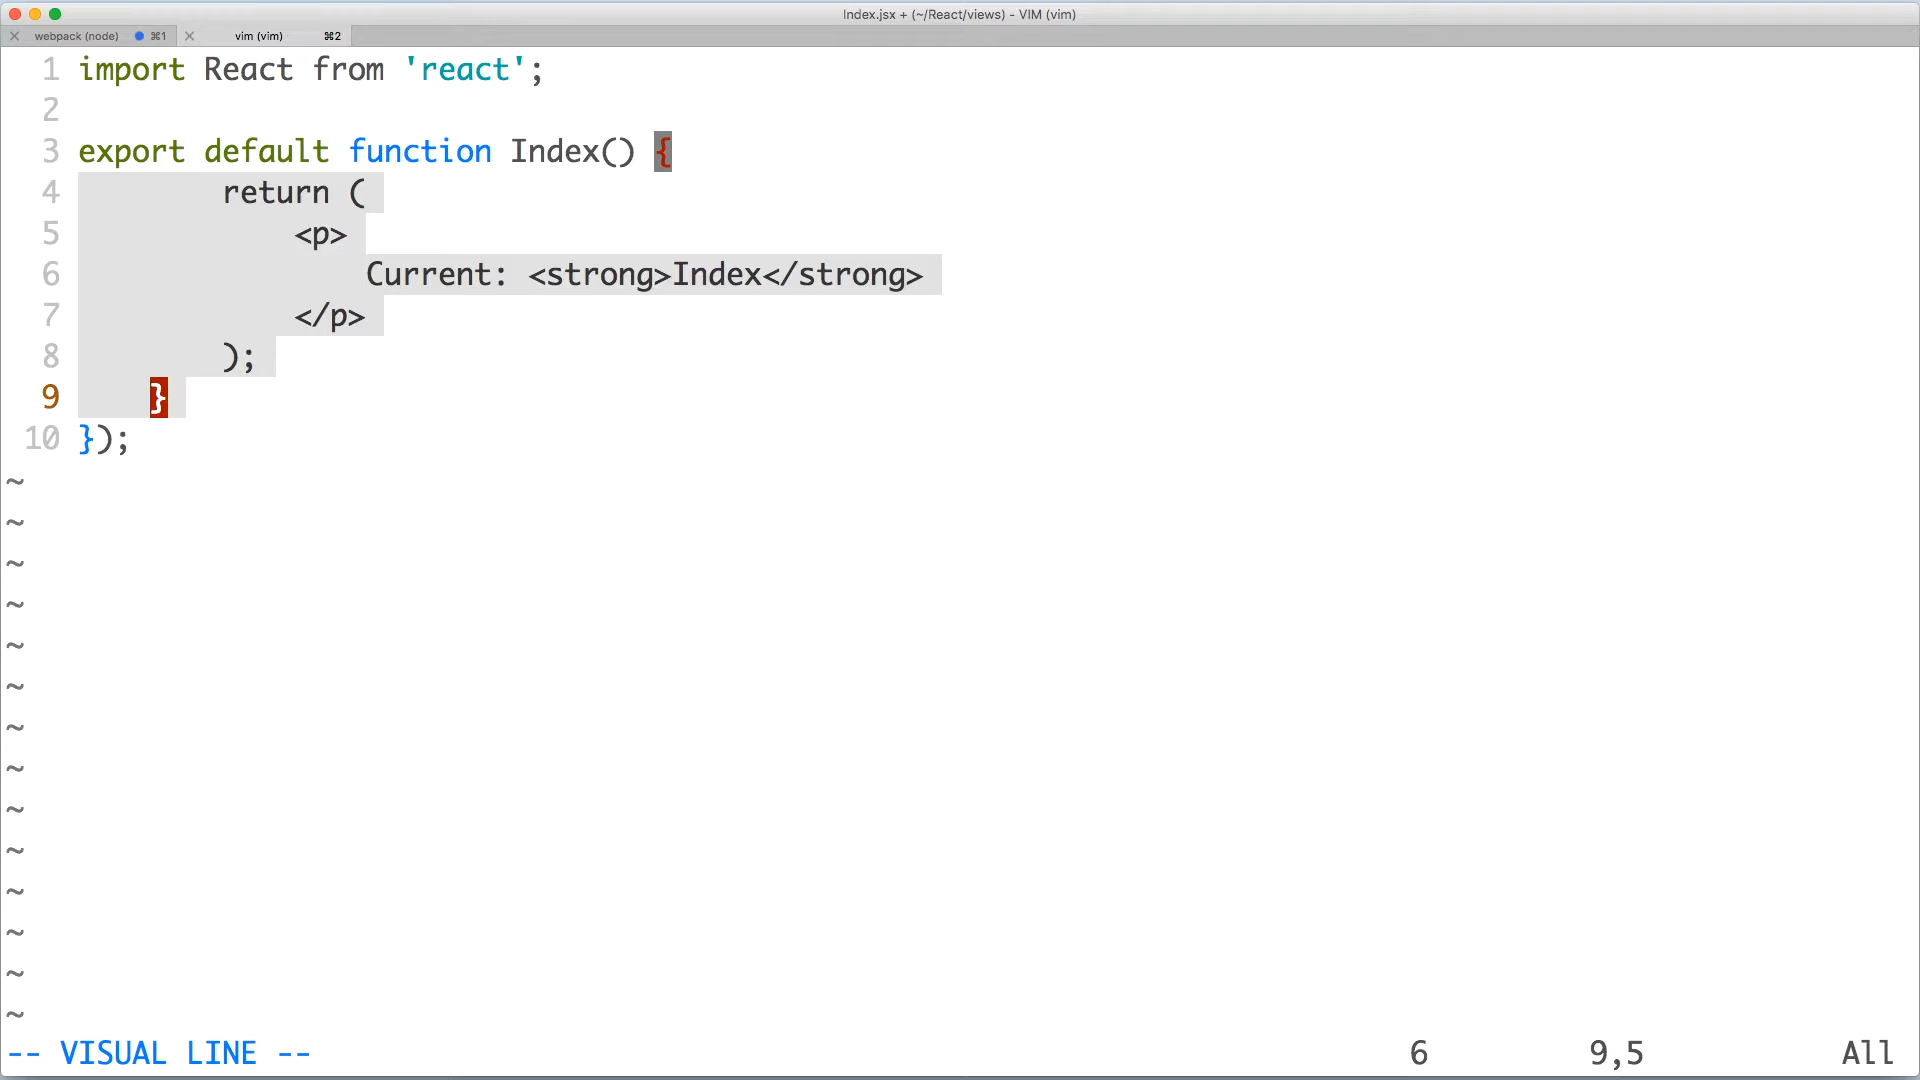 Index.jsx + (~/React/views) - VIM (vim)
webpack (node) ⌘1 vim (vim) ⌘2
1 import React from 'react';
2
3 export default function Index() {
4         return (
5             <p>
6                 Current: <strong>Index</strong>
7             </p>
8         );
9     }
10 });
~
~
~
~
~
~
~
~
~
~
~
~
~
~
-- VISUAL LINE -- 6 9,5 All